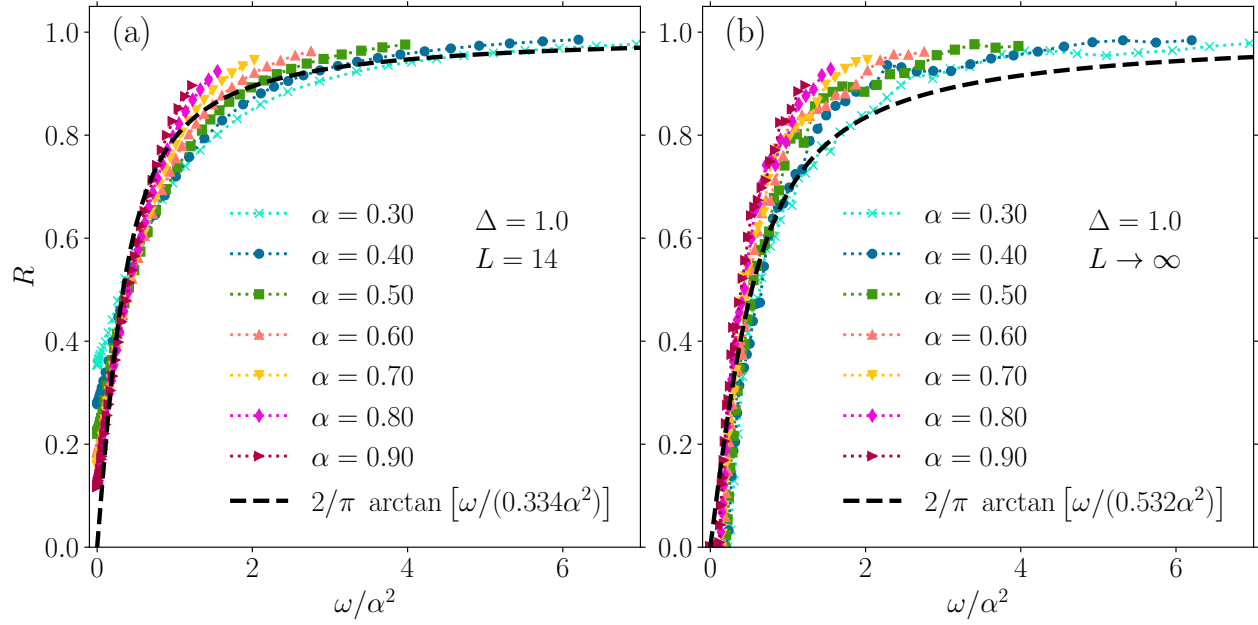 (a)
1.0
0.8
0.6
0.4
0.2
0.0
R
α = 0.30
α = 0.40
α = 0.50
α = 0.60
α = 0.70
α = 0.80
α = 0.90
2/π arctan [ω/(0.334α²)]
Δ = 1.0
L = 14
0 2 4 6
ω/α²
(b)
1.0
0.8
0.6
0.4
0.2
0.0
α = 0.30
α = 0.40
α = 0.50
α = 0.60
α = 0.70
α = 0.80
α = 0.90
2/π arctan [ω/(0.532α²)]
Δ = 1.0
L → ∞
0 2 4 6
ω/α²